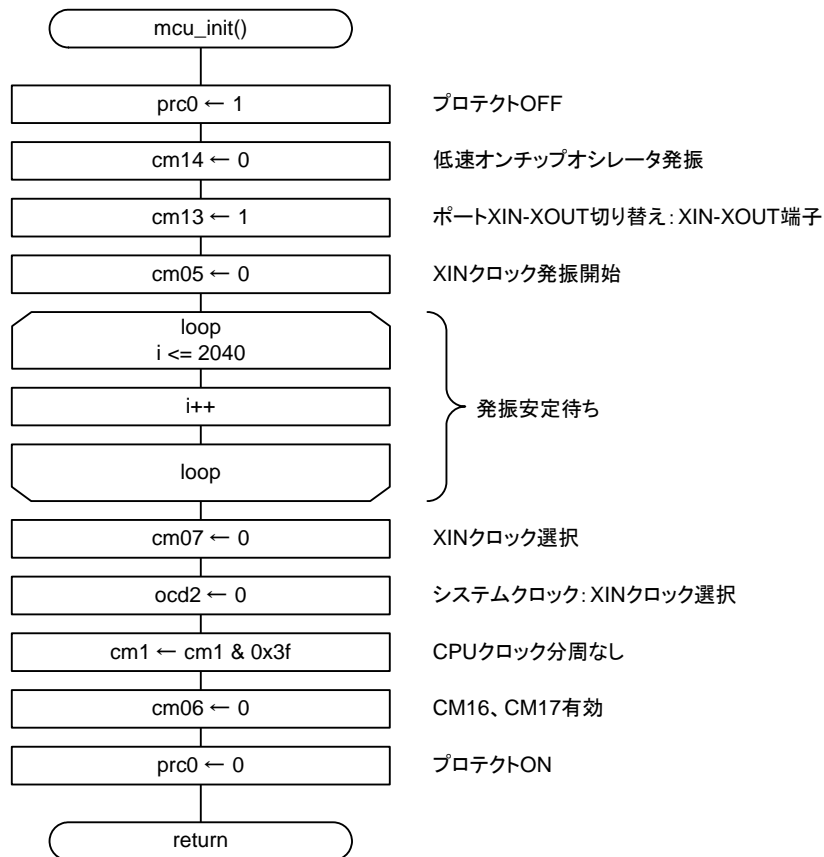 mcu_init()
prc0 ← 1
プロテクトOFF
cm14 ← 0
低速オンチップオシレータ発振
cm13 ← 1
ポートXIN-XOUT切り替え：XIN-XOUT端子
cm05 ← 0
XINクロック発振開始
loop
i <= 2040
i++
発振安定待ち
loop
cm07 ← 0
XINクロック選択
ocd2 ← 0
システムクロック：XINクロック選択
cm1 ← cm1 & 0x3f
CPUクロック分周なし
cm06 ← 0
CM16、CM17有効
prc0 ← 0
プロテクトON
return